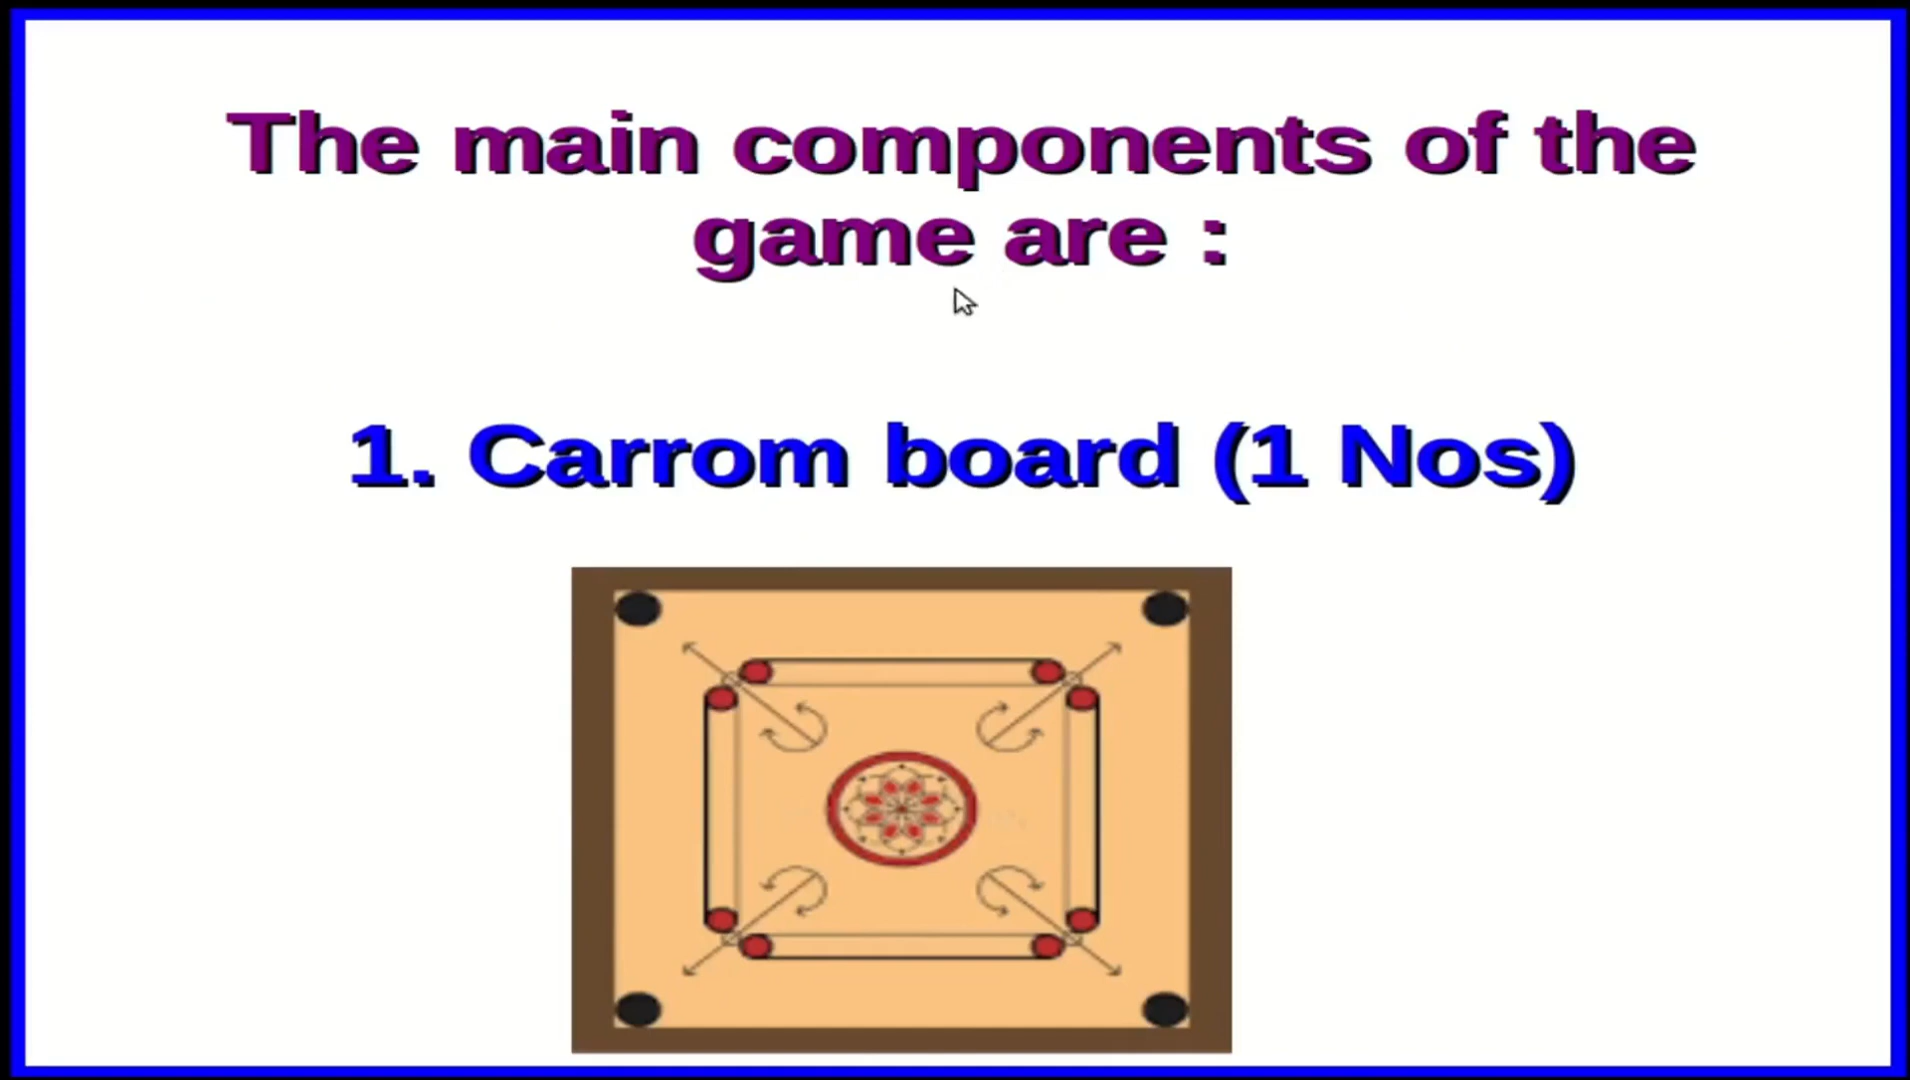 The main components of the
game are :
1. Carrom board (1 Nos)